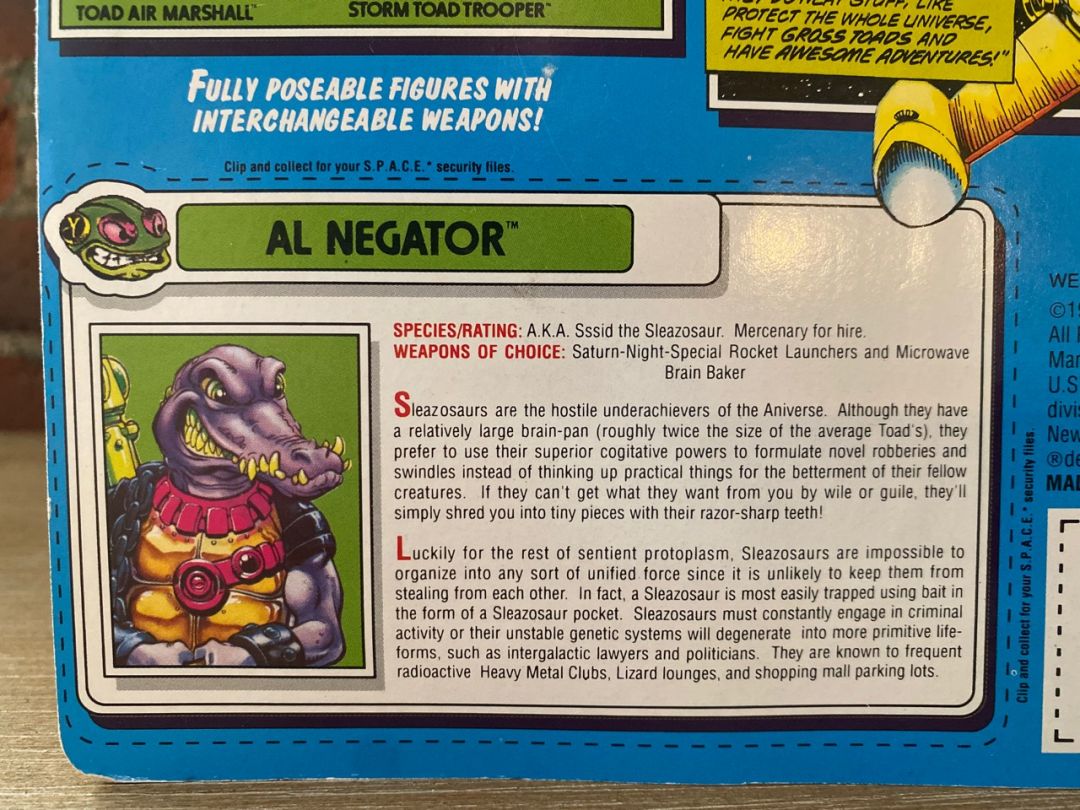 TOAD AIR MARSHALL™
STORM TOAD TROOPER™
PROTECT THE WHOLE UNIVERSE,
FIGHT GROSS TOADS AND
HAVE AWESOME ADVENTURES!"
FULLY POSEABLE FIGURES WITH
INTERCHANGEABLE WEAPONS!
Clip and collect for your S.P.A.C.E.* security files.
AL NEGATOR™
SPECIES/RATING: A.K.A. Sssid the Sleazosaur. Mercenary for hire.
WEAPONS OF CHOICE: Saturn-Night-Special Rocket Launchers and Microwave
Brain Baker
Sleazosaurs are the hostile underachievers of the Aniverse. Although they have
a relatively large brain-pan (roughly twice the size of the average Toad's), they
prefer to use their superior cogitative powers to formulate novel robberies and
swindles instead of thinking up practical things for the betterment of their fellow
creatures. If they can't get what they want from you by wile or guile, they'll
simply shred you into tiny pieces with their razor-sharp teeth!
Luckily for the rest of sentient protoplasm, Sleazosaurs are impossible to
organize into any sort of unified force since it is unlikely to keep them from
stealing from each other. In fact, a Sleazosaur is most easily trapped using bait in
the form of a Sleazosaur pocket. Sleazosaurs must constantly engage in criminal
activity or their unstable genetic systems will degenerate into more primitive life-
forms, such as intergalactic lawyers and politicians. They are known to frequent
radioactive Heavy Metal Clubs, Lizard lounges, and shopping mall parking lots.
Clip and collect for your S.P.A.C.E.* security files.
WE
©19
All
Mar
U.S
divi
New
®de
MAD